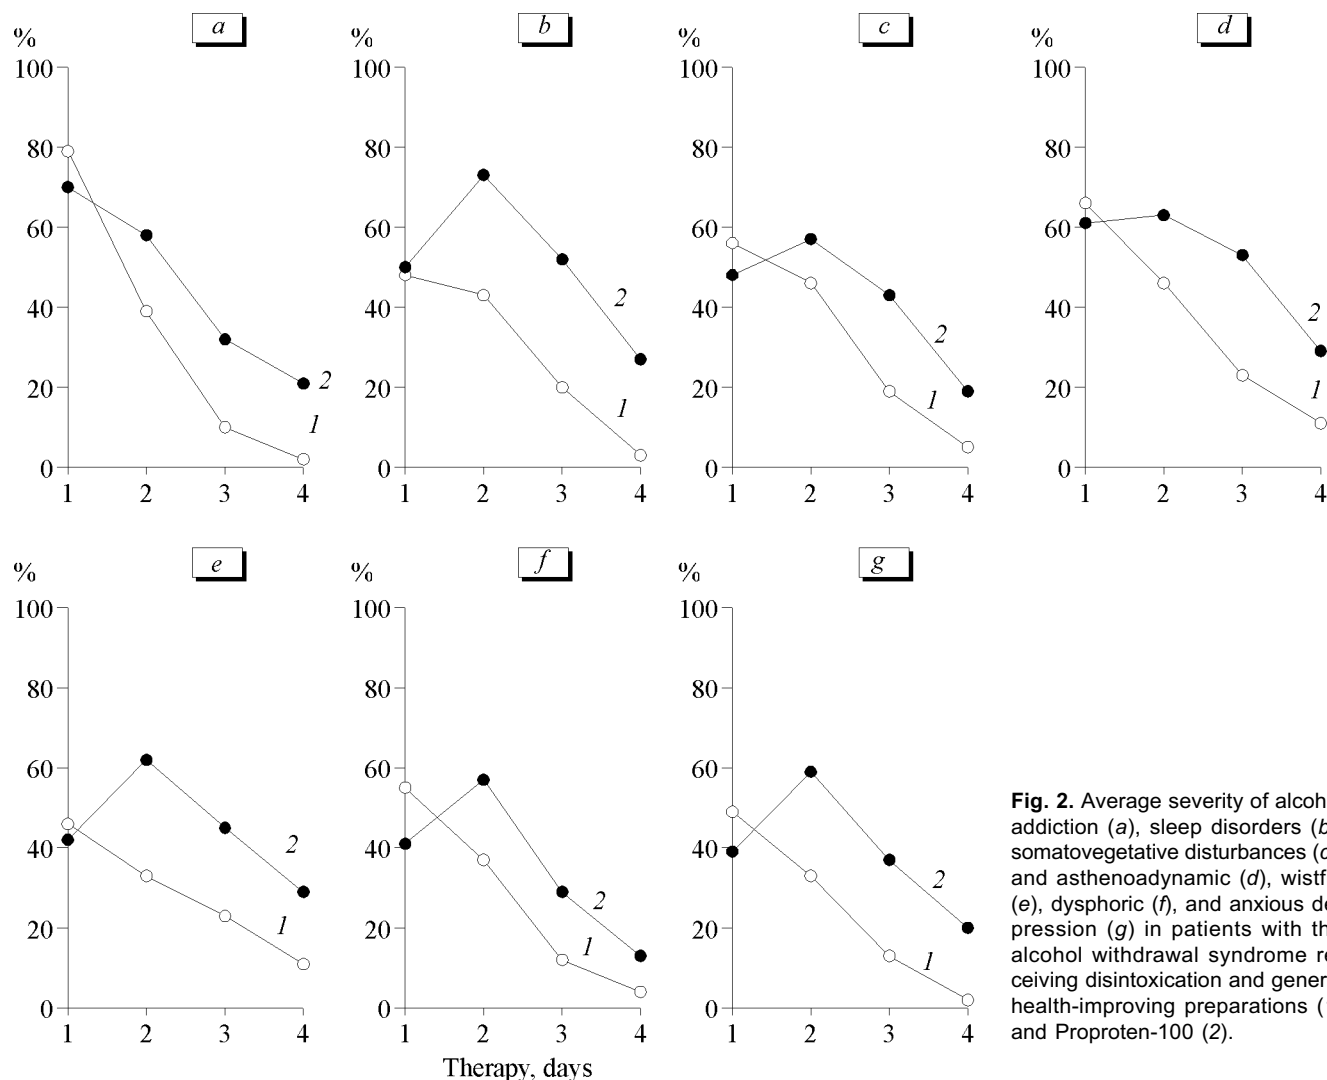 a
b
c
d
%
%
%
%
100
100
100
100
80
80
80
80
60
60
60
60
40
40
40
40
20
20
20
20
0
0
0
0
2
1
2
1
2
1
2
1
1 2 3 4
1 2 3 4
1 2 3 4
1 2 3 4
e
f
g
%
%
%
100
100
100
80
80
80
60
60
60
40
40
40
20
20
20
0
0
0
2
1
2
1
2
1
1 2 3 4
1 2 3 4
1 2 3 4
Therapy, days
Fig. 2. Average severity of alcoh
addiction (a), sleep disorders (b
somatovegetative disturbances (c
and asthenoadynamic (d), wistf
(e), dysphoric (f), and anxious de
pression (g) in patients with th
alcohol withdrawal syndrome re
ceiving disintoxication and gener
health-improving preparations (
and Proproten-100 (2).